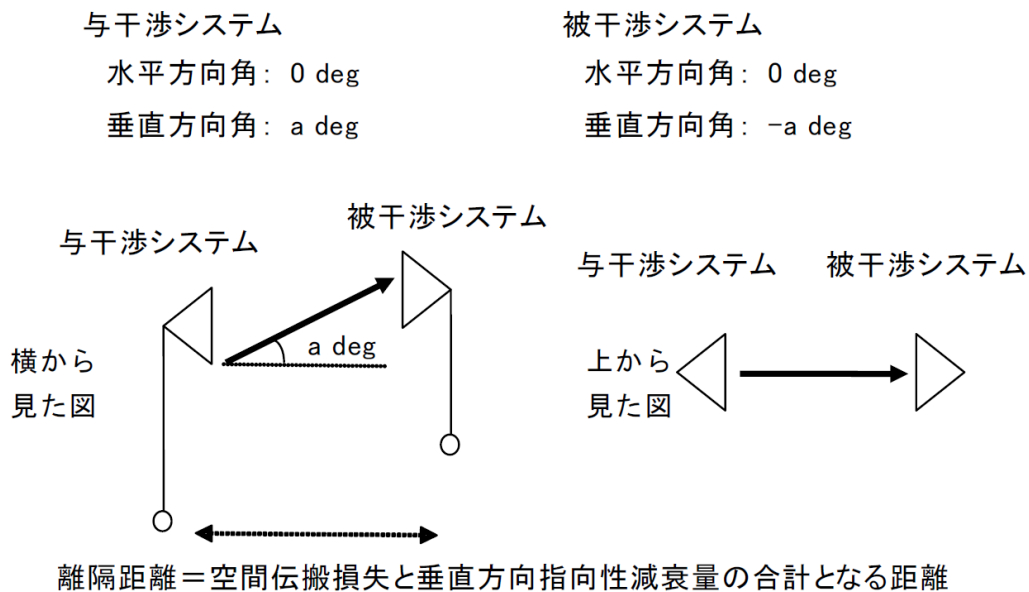 与干渉システム
水平方向角： 0 deg
垂直方向角： a deg
被干渉システム
水平方向角： 0 deg
垂直方向角： −a deg
与干渉システム
被干渉システム
a deg
横から
見た図
与干渉システム
被干渉システム
上から
見た図
離隔距離＝空間伝搬損失と垂直方向指向性減衰量の合計となる距離